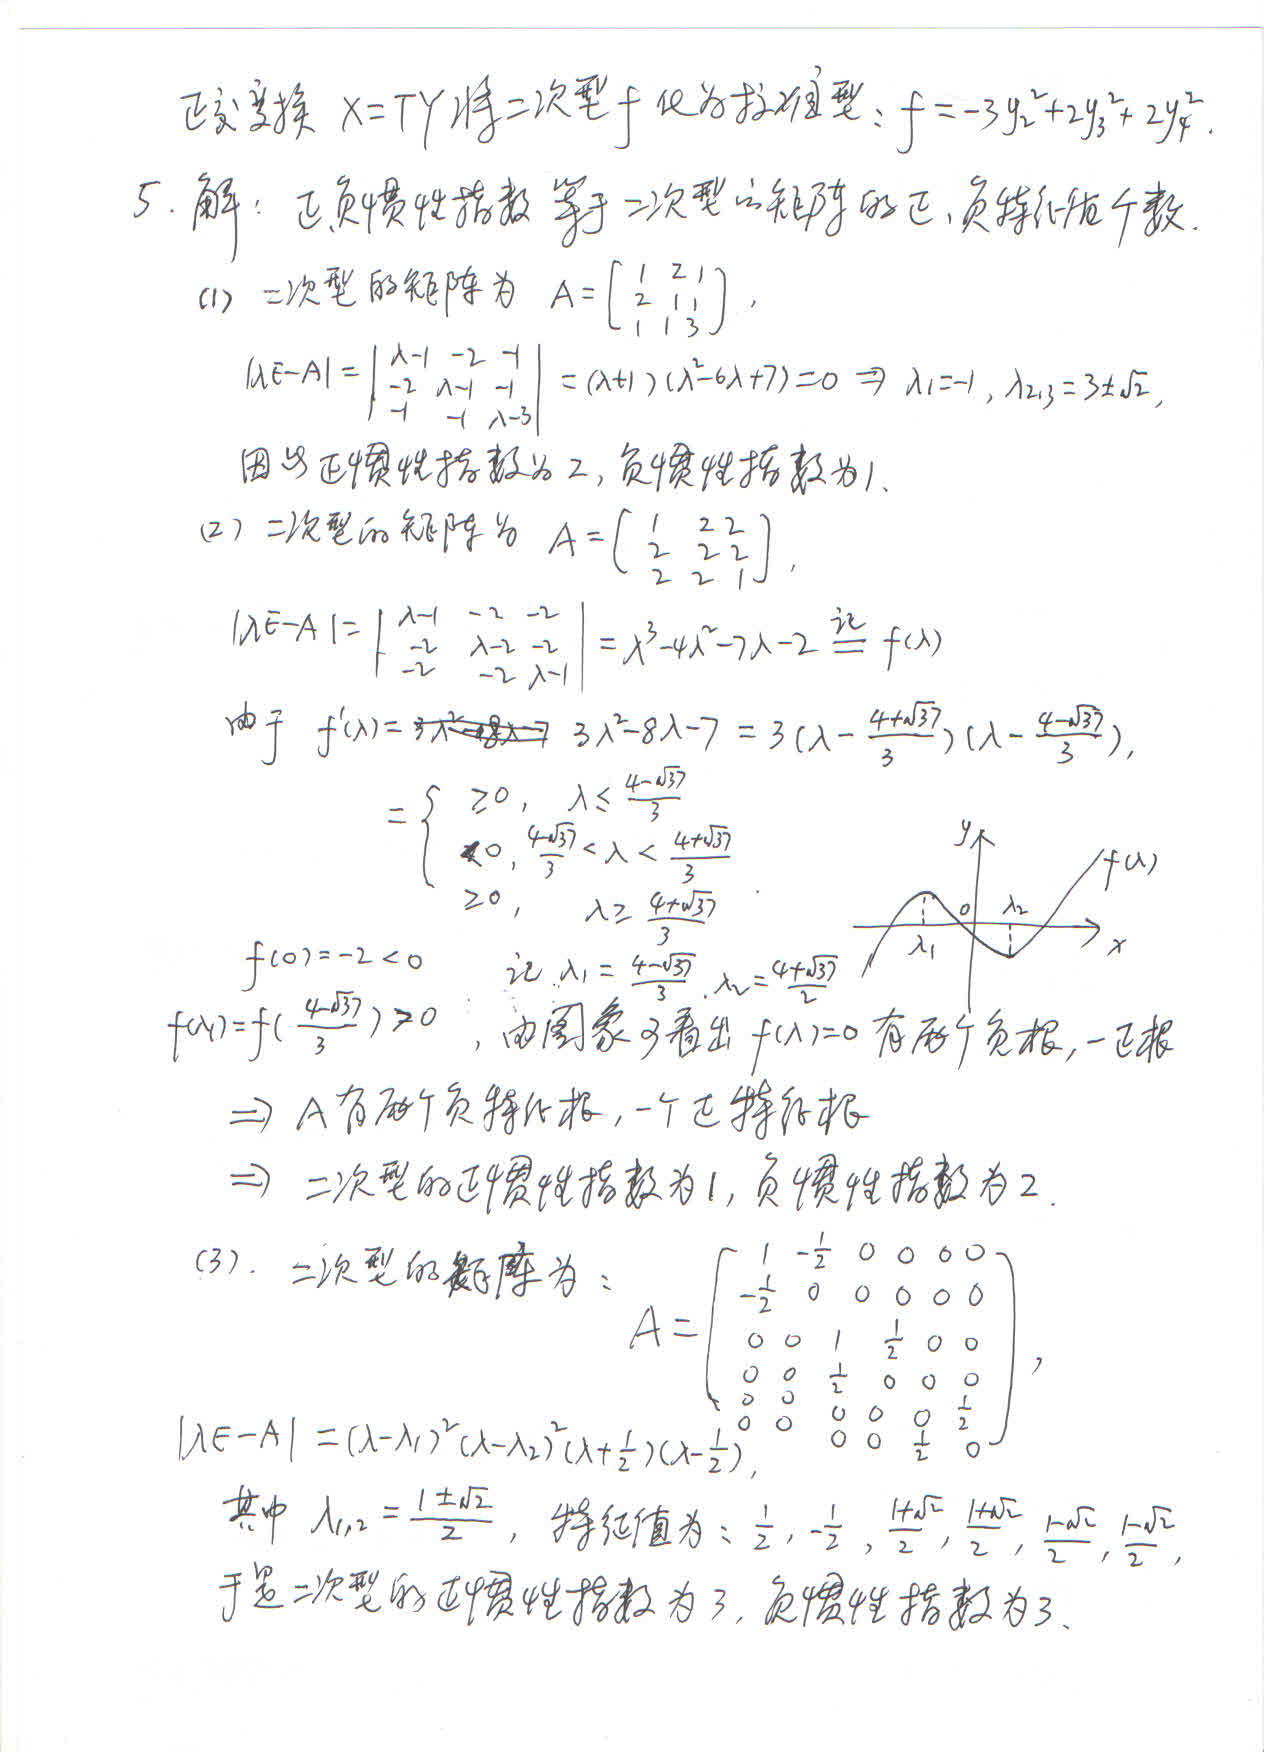 正交变换 X=TY 将二次型 f 化为标准型: f=-3y₂²+2y₃²+2y₄².
5. 解: 正、负惯性指数等于二次型的矩阵的正、负特征值个数.
(1) 二次型的矩阵为 A=(1 2 1; 2 1 1; 1 1 3),
|λE-A|=|λ-1 -2 -1; -2 λ-1 -1; -1 -1 λ-3|=(λ+1)(λ²-6λ+7)=0 ⇒ λ₁=-1, λ₂,₃=3±√2,
因此正惯性指数为2, 负惯性指数为1.
(2) 二次型的矩阵为 A=(1 2 2; 2 2 2; 2 2 1),
|λE-A|=|λ-1 -2 -2; -2 λ-2 -2; -2 -2 λ-1|=λ³-4λ²-7λ-2 记= f(λ)
由于 f'(λ)= 3λ²-8λ-7 = 3(λ-(4+√37)/3)(λ-(4-√37)/3),
= { ≥0, λ≤(4-√37)/3
<0, (4-√37)/3<λ<(4+√37)/3
≥0, λ≥(4+√37)/3
y f(λ)
0 λ₂
λ₁ x
f(0)=-2<0 记 λ₁=(4-√37)/3, λ₂=(4+√37)/2
f(λ₁)=f((4-√37)/3)>0, 由图象可看出 f(λ)=0 有两个负根, 一正根
⇒ A有两个负特征根, 一个正特征根
⇒ 二次型的正惯性指数为1, 负惯性指数为2.
(3). 二次型的矩阵为:
A=(1 -1/2 0 0 0 0; -1/2 0 0 0 0 0; 0 0 1 1/2 0 0; 0 0 1/2 0 0 0; 0 0 0 0 0 1/2; 0 0 0 0 1/2 0),
|λE-A|=(λ-λ₁)²(λ-λ₂)²(λ+1/2)(λ-1/2),
其中 λ₁,₂=(1±√2)/2, 特征值为: 1/2, -1/2, (1+√2)/2, (1+√2)/2, (1-√2)/2, (1-√2)/2,
于是二次型的正惯性指数为3, 负惯性指数为3.